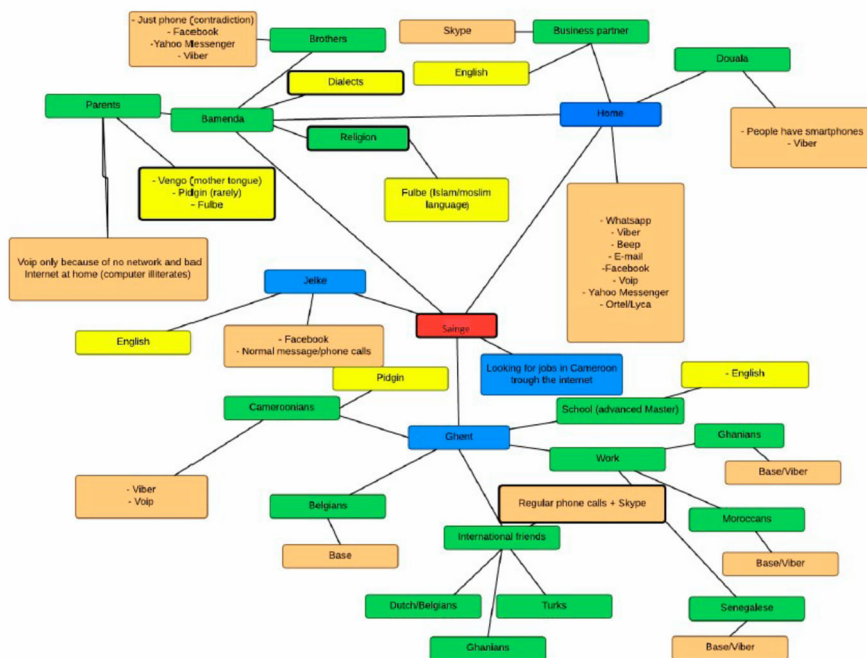 - Just phone (contradiction)
- Facebook
-Yahoo Messenger
- Viber
Brothers
Skype
Business partner
Douala
English
Dialects
Parents
Bamenda
Home
Religion
- People have smartphones
- Viber
- Vengo (mother tongue)
- Pidgin (rarely)
- Fulbe
Fulbe (Islam/moslim
language)
- Whatsapp
- Viber
- Beep
- E-mail
-Facebook
- Voip
- Yahoo Messenger
- Ortel/Lyca
Voip only because of no network and bad
Internet at home (computer illiterates)
Jelke
English
- Facebook
- Normal message/phone calls
Sainge
Looking for jobs in Cameroon
trough the internet
Pidgin
- English
Cameroonians
School (advanced Master)
Ghent
Ghanians
Work
Base/Viber
- Viber
- Voip
Belgians
Regular phone calls + Skype
Moroccans
International friends
Base
Base/Viber
Dutch/Belgians
Turks
Senegalese
Ghanians
Base/Viber